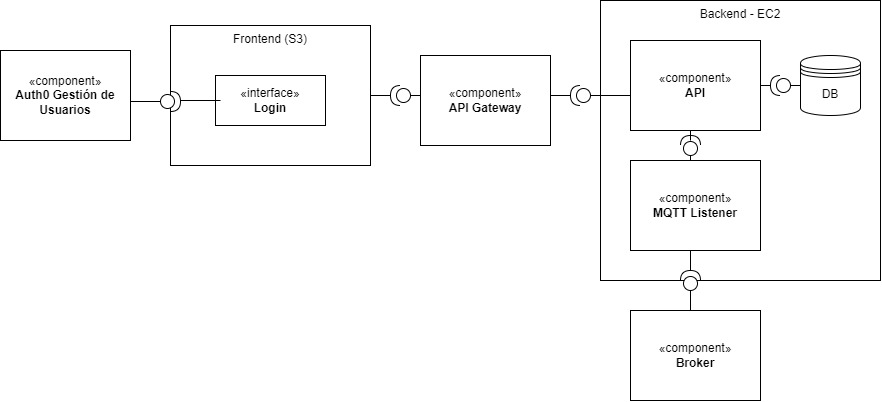 «component»
Auth0 Gestión de
Usuarios
Frontend (S3)
«interface»
Login
«component»
API Gateway
Backend - EC2
«component»
API
DB
«component»
MQTT Listener
«component»
Broker